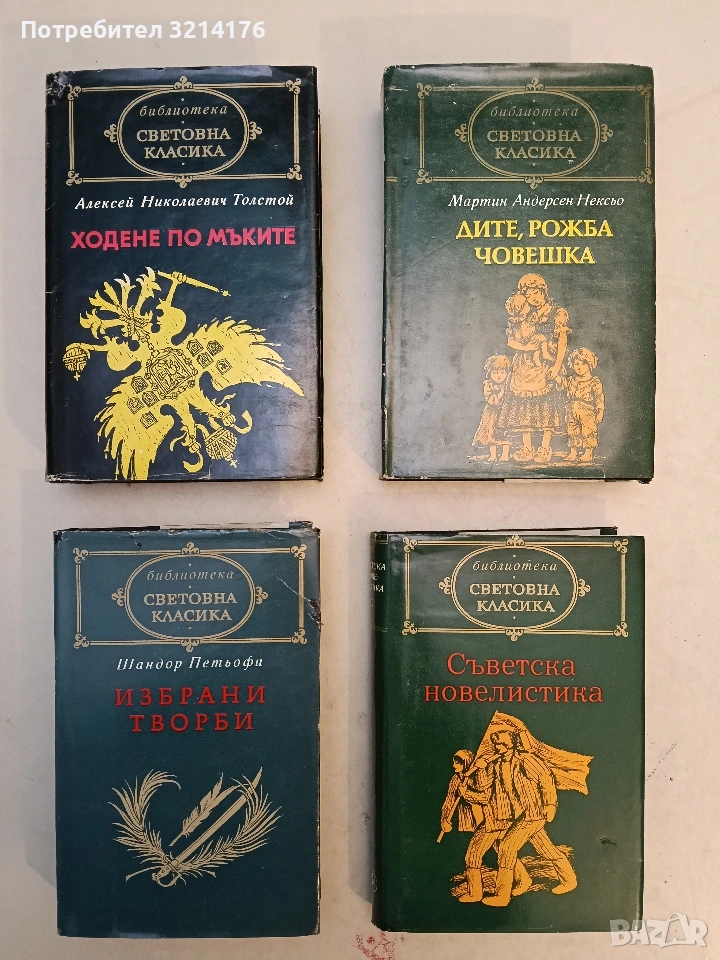 Потребител 3214176
библиотека
СВЕТОВНА
КЛАСИКА
Алексей Николаевич Толстой
ХОДЕНЕ ПО МЪКИТЕ
библиотека
СВЕТОВНА
КЛАСИКА
Мартин Андерсен Нексьо
ДИТЕ, РОЖБА
ЧОВЕШКА
библиотека
СВЕТОВНА
КЛАСИКА
Шандор Петьофи
ИЗБРАНИ
ТВОРБИ
библиотека
СВЕТОВНА
КЛАСИКА
Съветска
новелистика
BAZAR